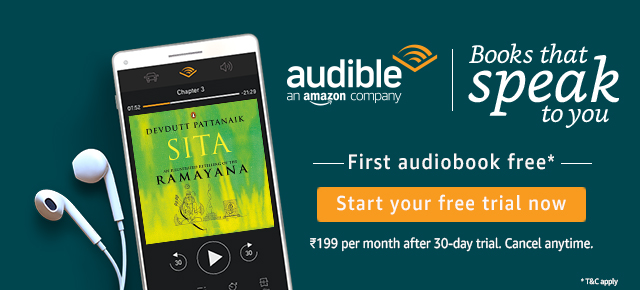 Chapter 3
01:52
-21:29
DEVDUTT PATTANAIK
SITA
AN ILLUSTRATED RETELLING OF THE
RAMAYANA
30
30
audible
an amazon company
Books that
speak
to you
First audiobook free*
Start your free trial now
₹199 per month after 30-day trial. Cancel anytime.
* T&C apply